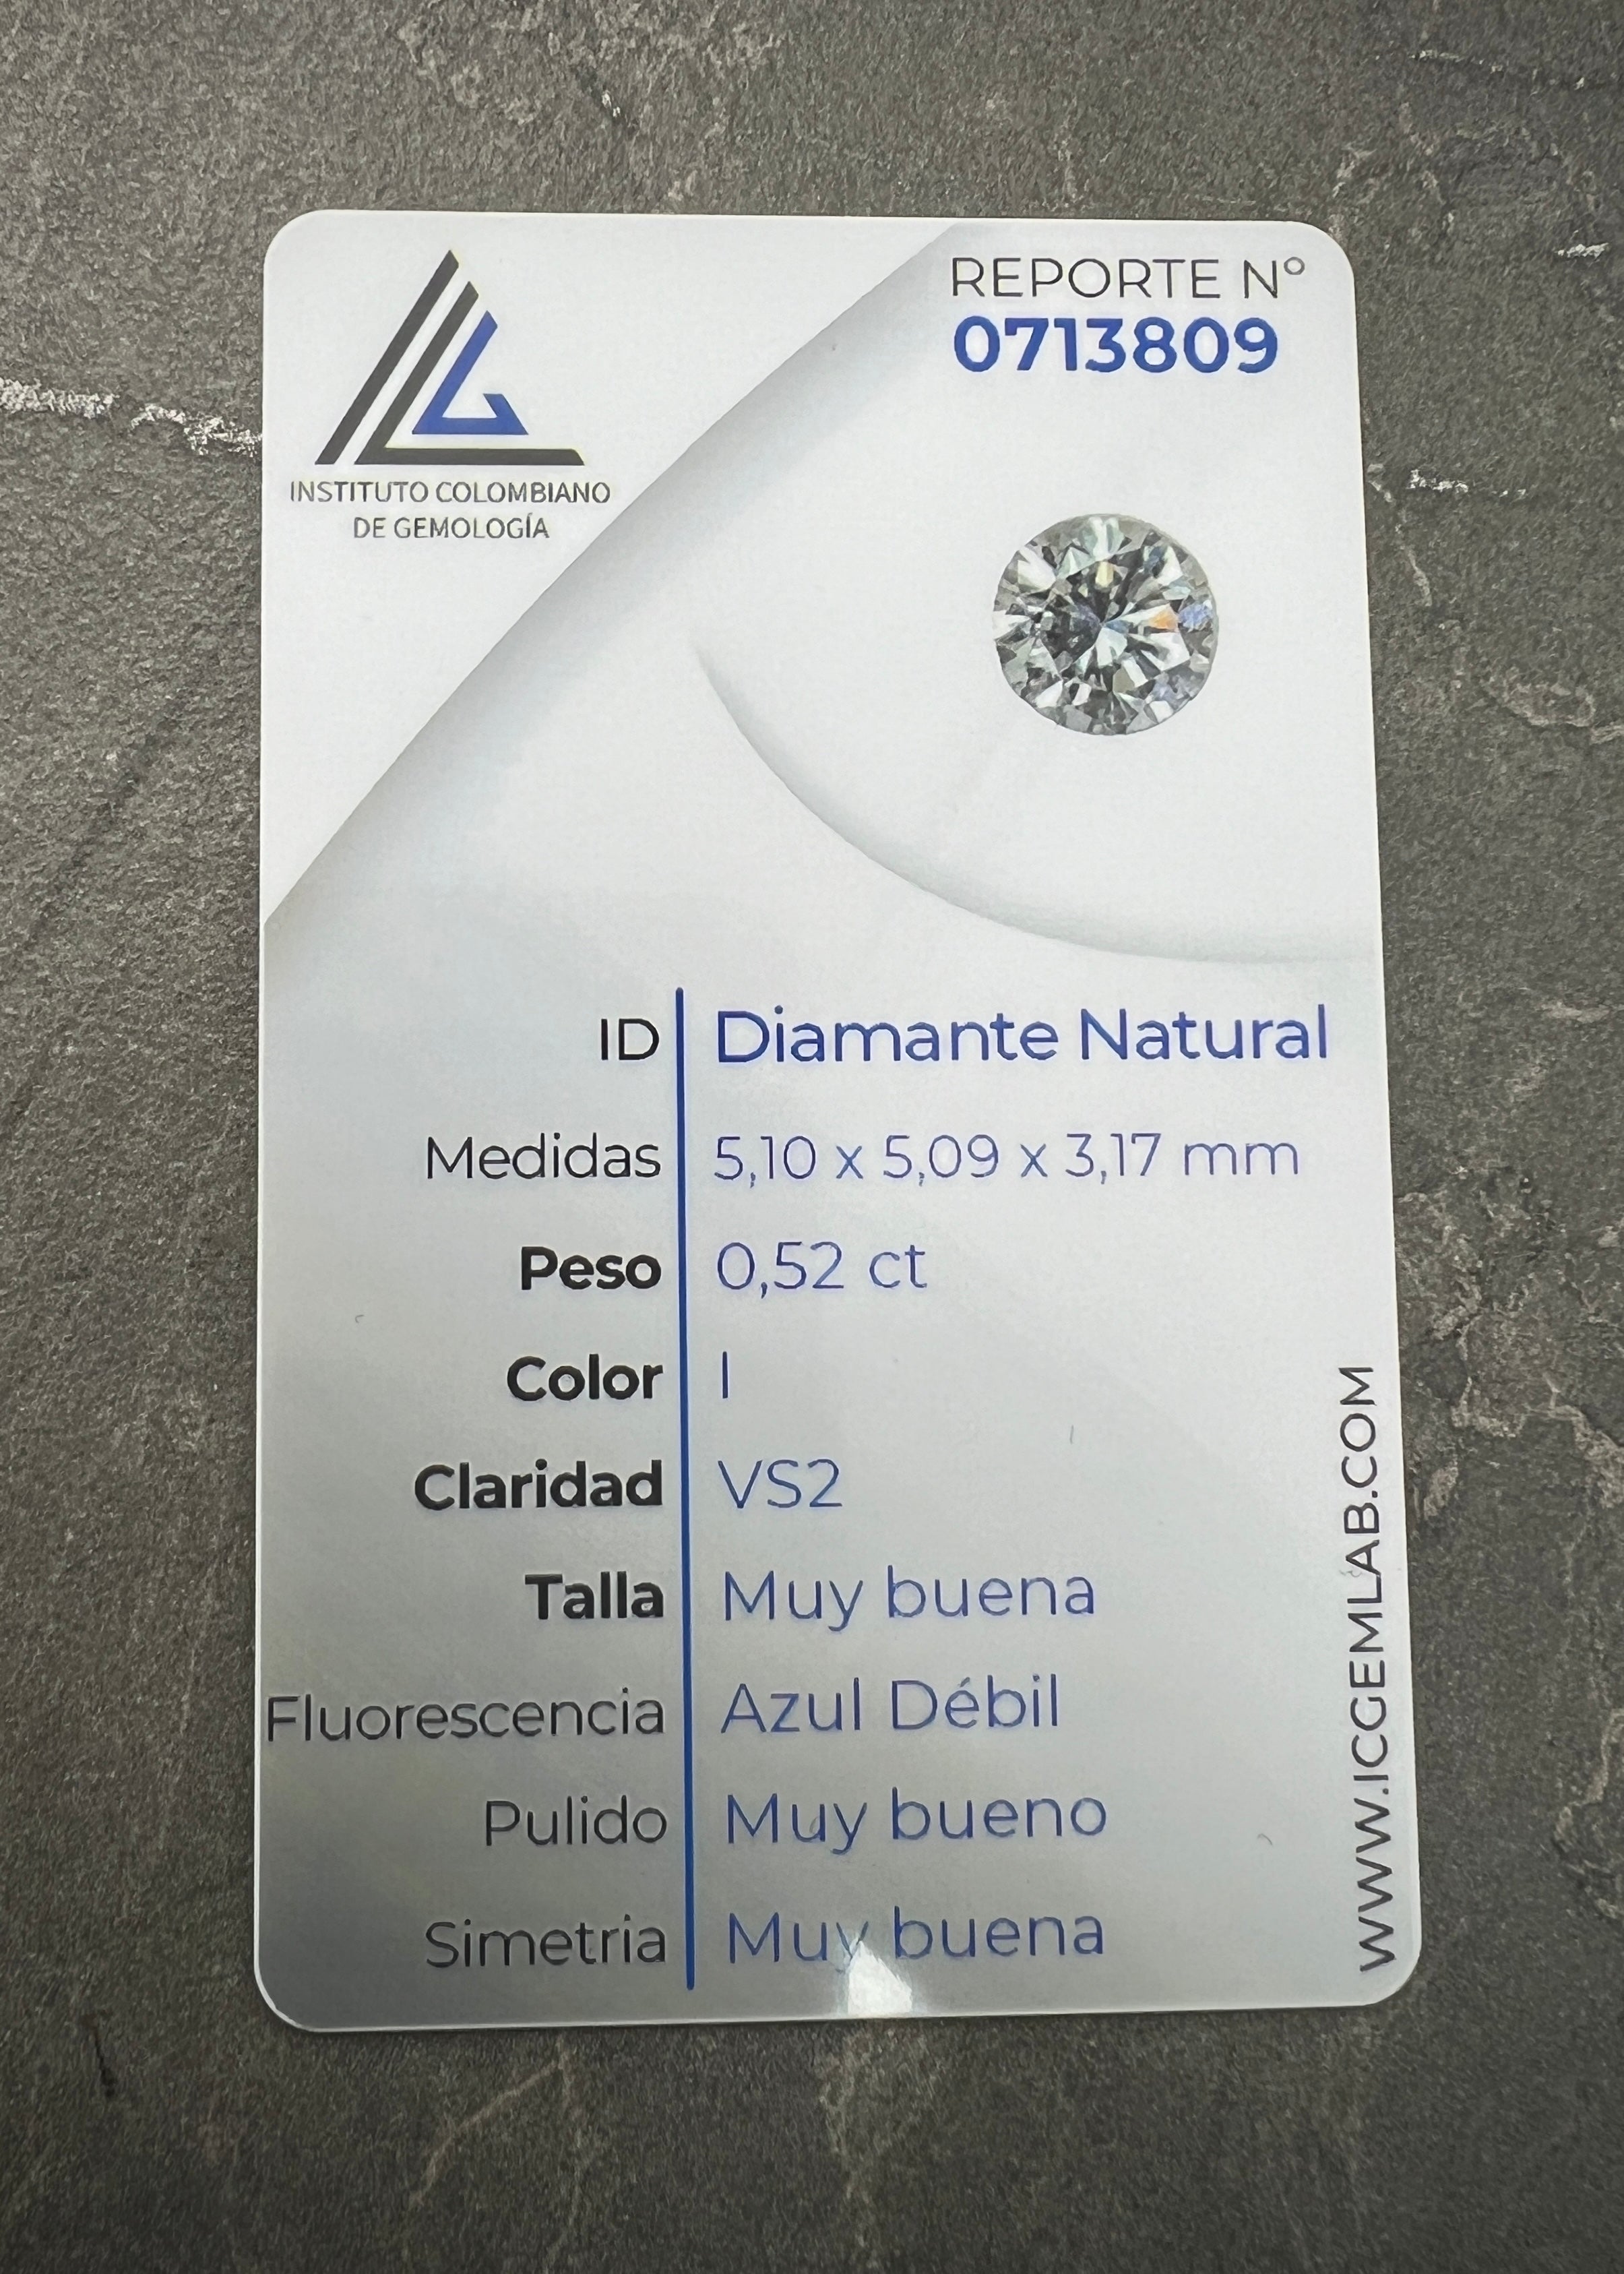 INSTITUTO COLOMBIANO
DE GEMOLOGÍA
REPORTE Nº
0713809
ID Diamante Natural
Medidas 5,10 x 5,09 x 3,17 mm
Peso 0,52 ct
Color I
Claridad VS2
Talla Muy buena
Fluorescencia Azul Débil
Pulido Muy bueno
Simetria Muy buena
WWW.ICGEMLAB.COM